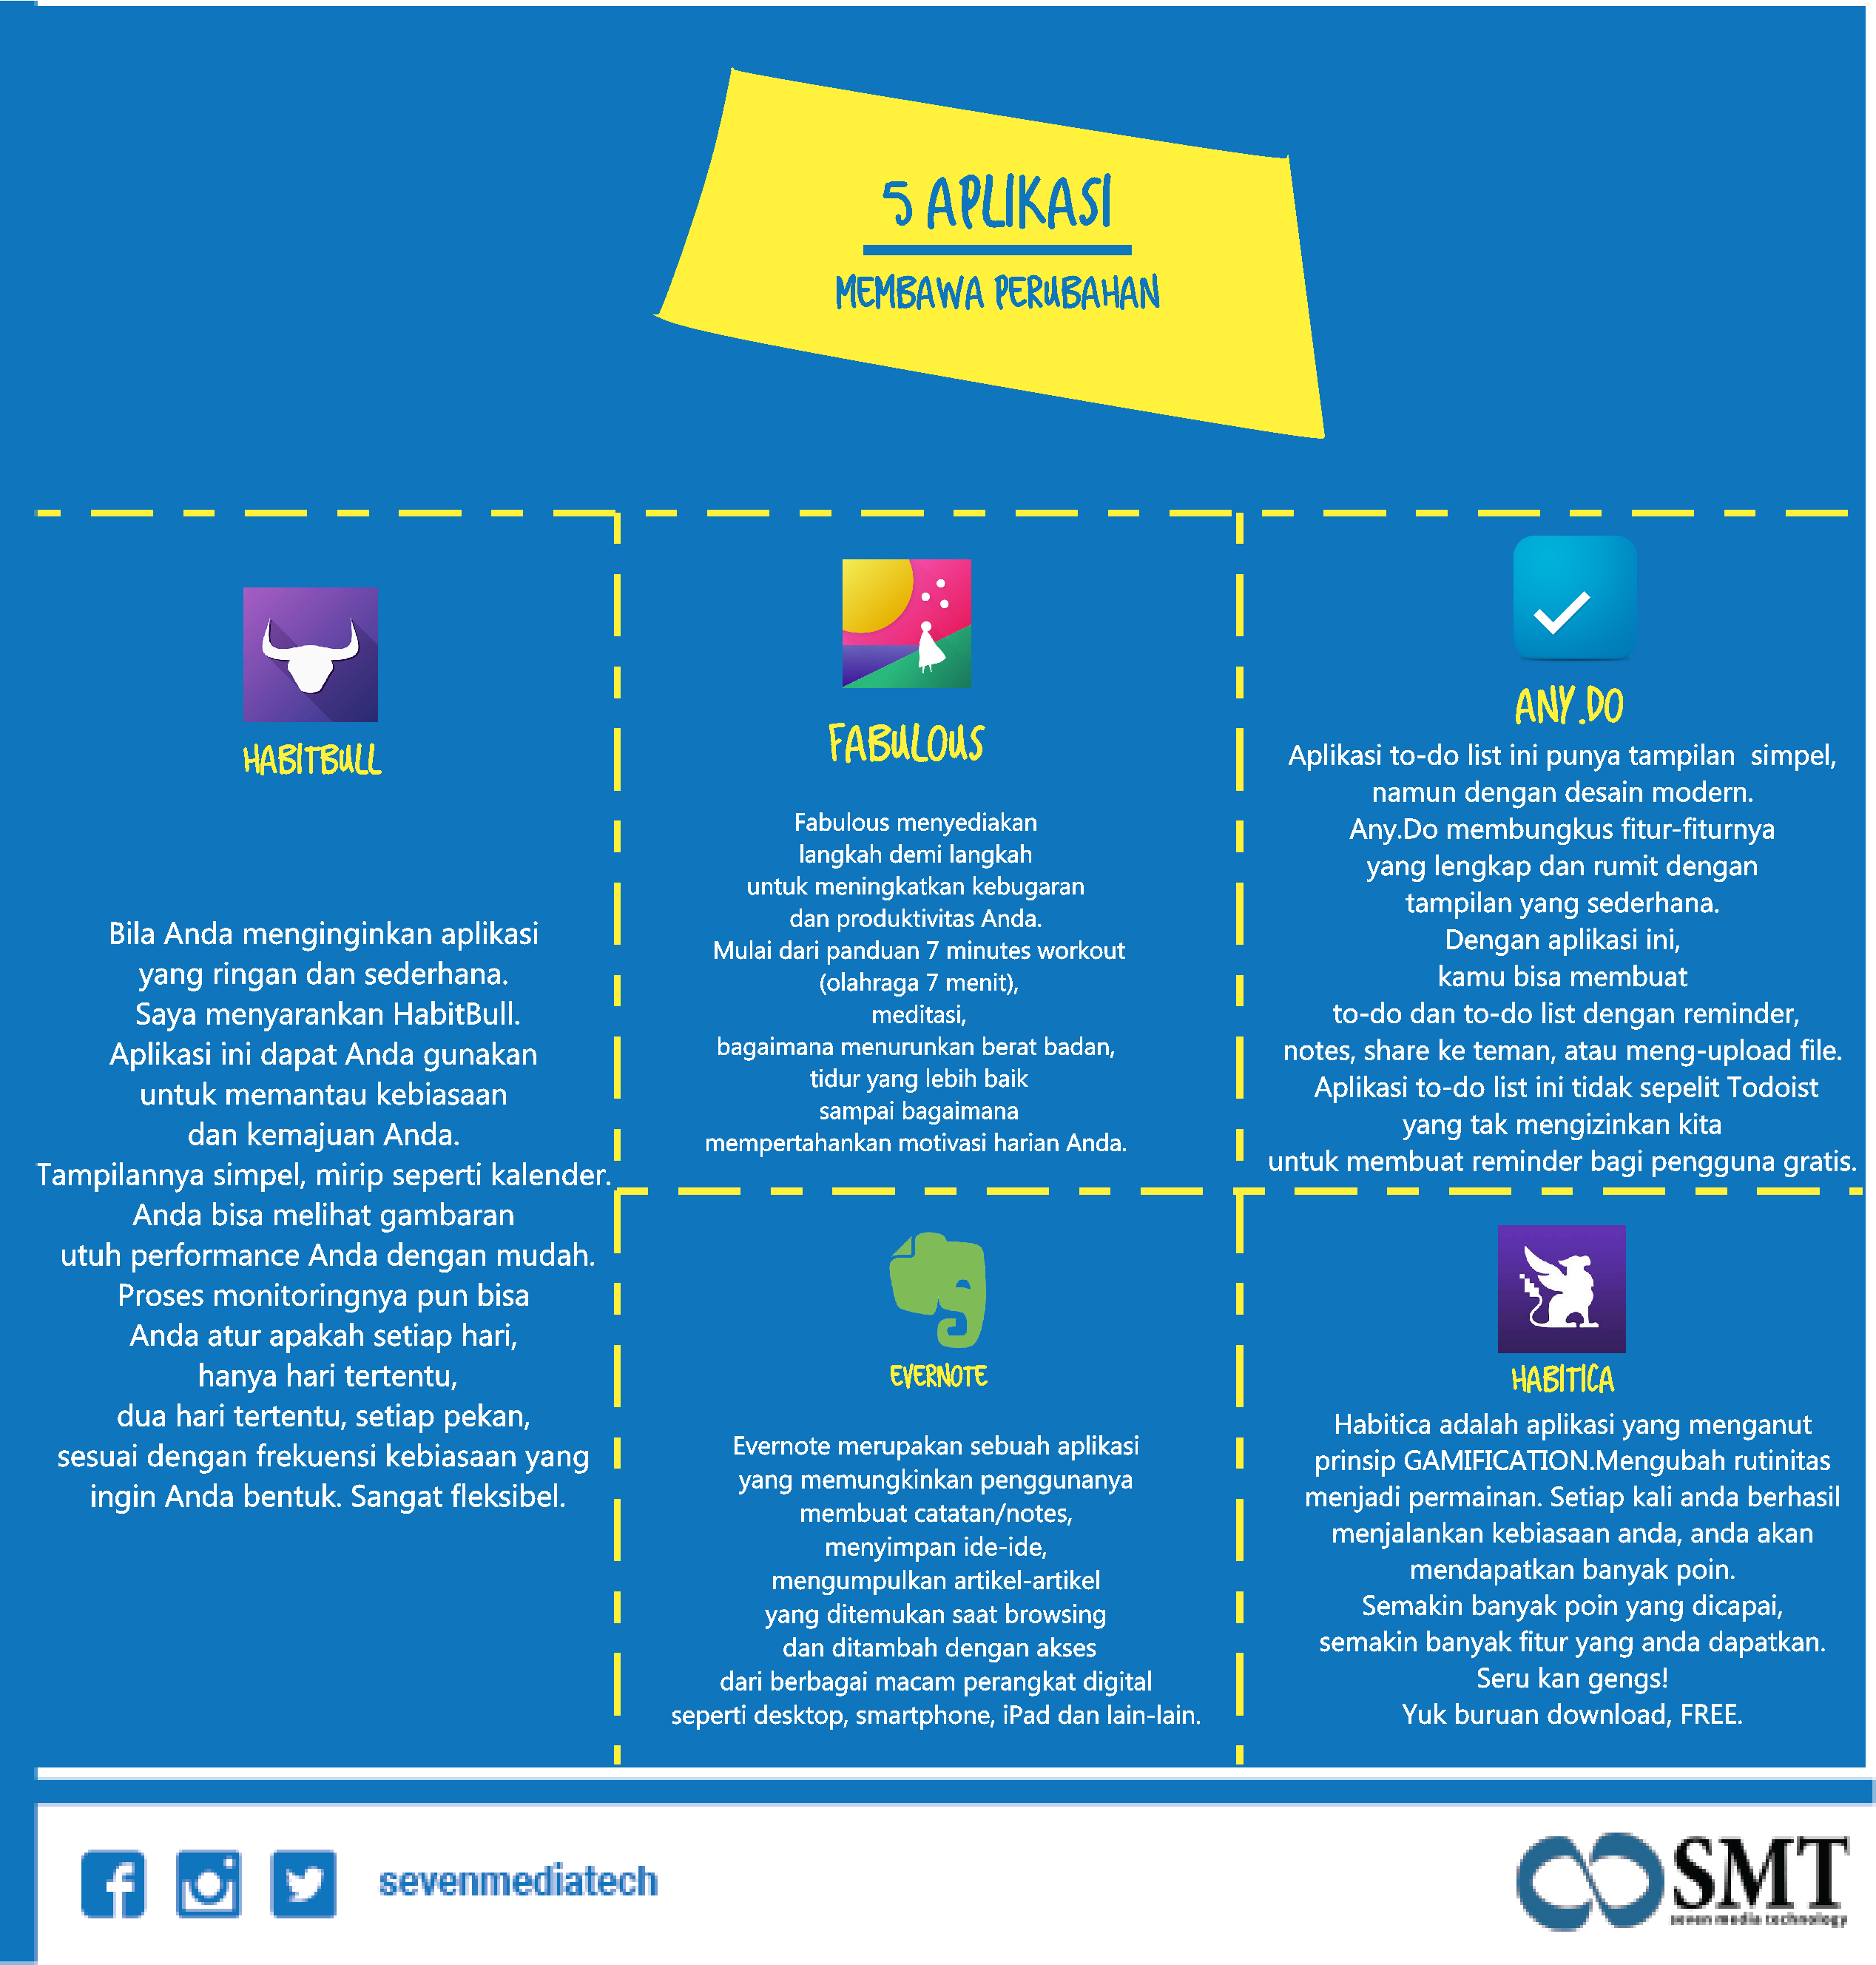 5 APLIKASI
MEMBAWA PERUBAHAN
HABITBULL
Bila Anda menginginkan aplikasi
yang ringan dan sederhana.
Saya menyarankan HabitBull.
Aplikasi ini dapat Anda gunakan
untuk memantau kebiasaan
dan kemajuan Anda.
Tampilannya simpel, mirip seperti kalender.
Anda bisa melihat gambaran
utuh performance Anda dengan mudah.
Proses monitoringnya pun bisa
Anda atur apakah setiap hari,
hanya hari tertentu,
dua hari tertentu, setiap pekan,
sesuai dengan frekuensi kebiasaan yang
ingin Anda bentuk. Sangat fleksibel.
FABULOUS
Fabulous menyediakan
langkah demi langkah
untuk meningkatkan kebugaran
dan produktivitas Anda.
Mulai dari panduan 7 minutes workout
(olahraga 7 menit),
meditasi,
bagaimana menurunkan berat badan,
tidur yang lebih baik
sampai bagaimana
mempertahankan motivasi harian Anda.
ANY.DO
Aplikasi to-do list ini punya tampilan simpel,
namun dengan desain modern.
Any.Do membungkus fitur-fiturnya
yang lengkap dan rumit dengan
tampilan yang sederhana.
Dengan aplikasi ini,
kamu bisa membuat
to-do dan to-do list dengan reminder,
notes, share ke teman, atau meng-upload file.
Aplikasi to-do list ini tidak sepelit Todoist
yang tak mengizinkan kita
untuk membuat reminder bagi pengguna gratis.
EVERNOTE
Evernote merupakan sebuah aplikasi
yang memungkinkan penggunanya
membuat catatan/notes,
menyimpan ide-ide,
mengumpulkan artikel-artikel
yang ditemukan saat browsing
dan ditambah dengan akses
dari berbagai macam perangkat digital
seperti desktop, smartphone, iPad dan lain-lain.
HABITICA
Habitica adalah aplikasi yang menganut
prinsip GAMIFICATION.Mengubah rutinitas
menjadi permainan. Setiap kali anda berhasil
menjalankan kebiasaan anda, anda akan
mendapatkan banyak poin.
Semakin banyak poin yang dicapai,
semakin banyak fitur yang anda dapatkan.
Seru kan gengs!
Yuk buruan download, FREE.
sevenmediatech
SMT
seven media technology